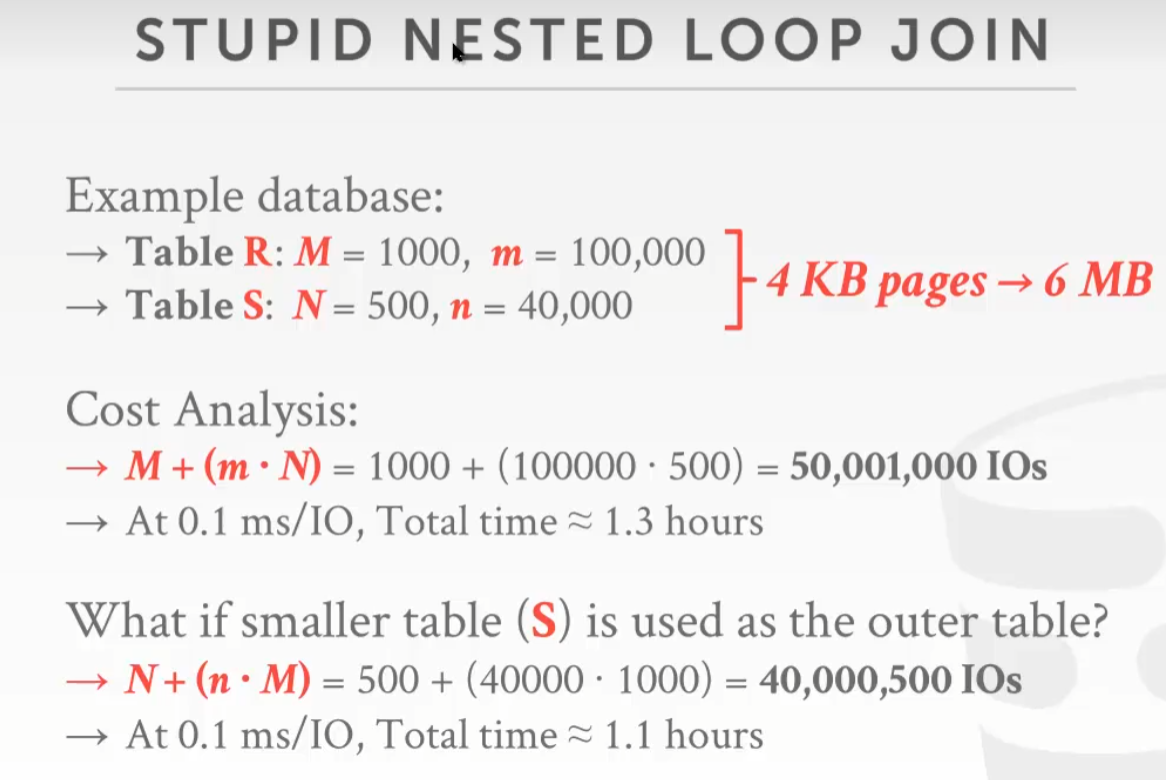 STUPID NESTED LOOP JOIN
Example database:
→ Table R: M = 1000, m = 100,000
→ Table S: N = 500, n = 40,000
4 KB pages → 6 MB
Cost Analysis:
→ M + (m · N) = 1000 + (100000 · 500) = 50,001,000 IOs
→ At 0.1 ms/IO, Total time ≈ 1.3 hours
What if smaller table (S) is used as the outer table?
→ N + (n · M) = 500 + (40000 · 1000) = 40,000,500 IOs
→ At 0.1 ms/IO, Total time ≈ 1.1 hours